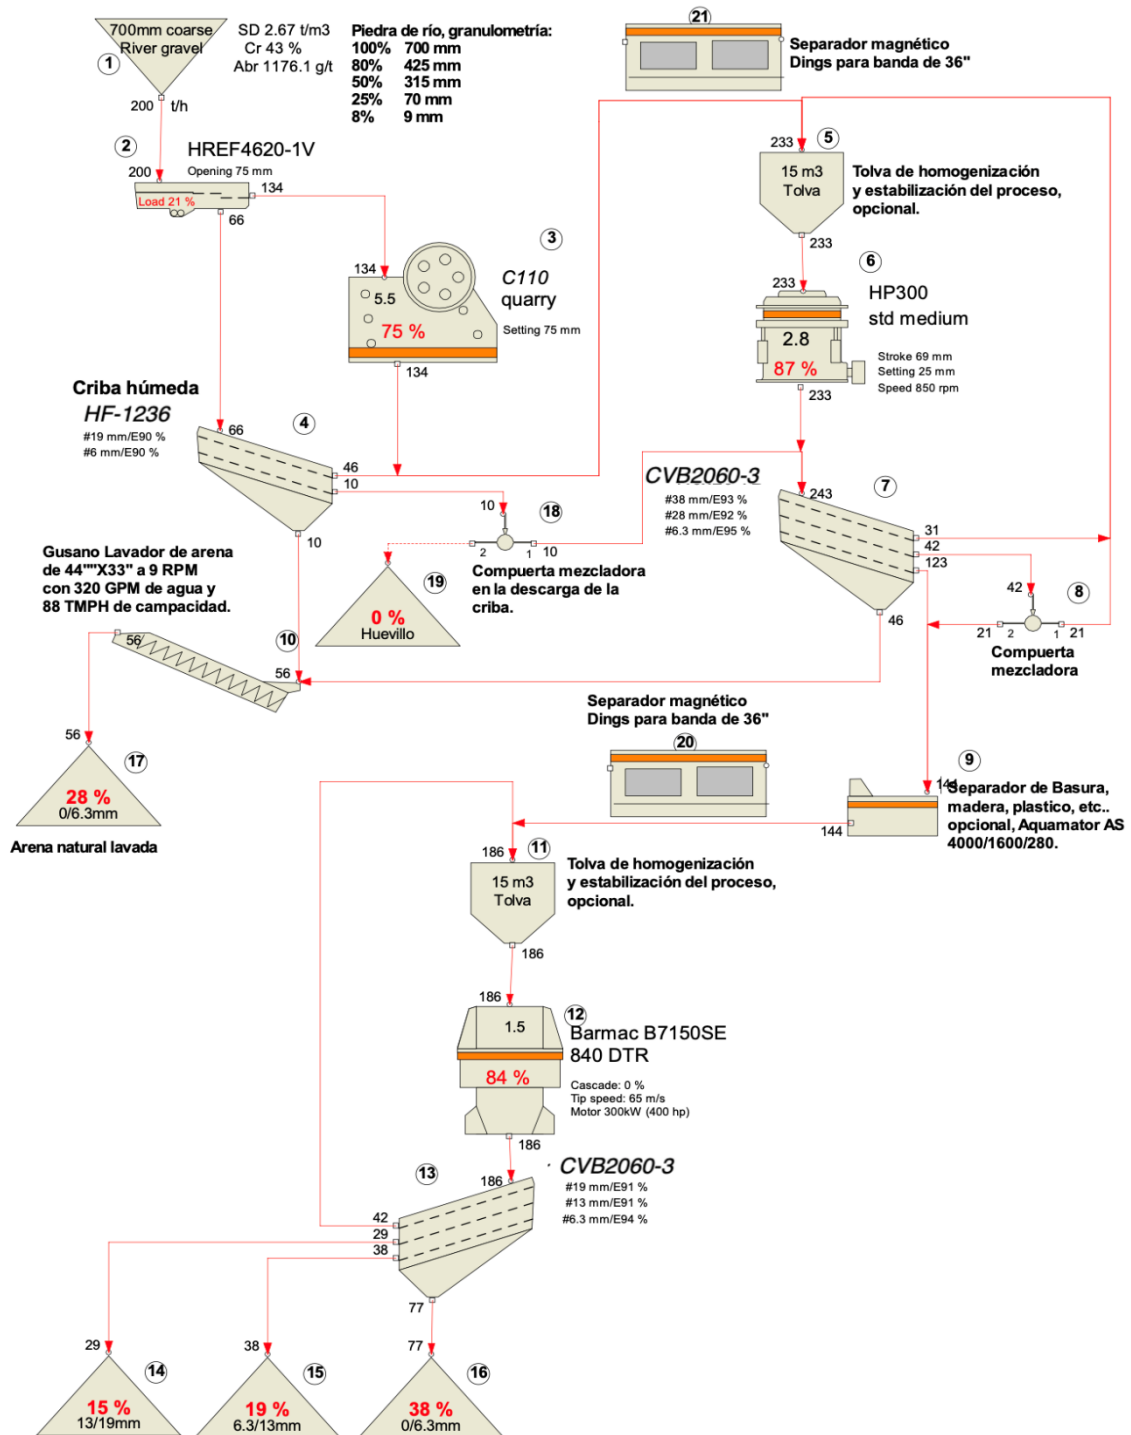 700mm coarse
River gravel
1
SD 2.67 t/m3
Cr 43 %
Abr 1176.1 g/t
Piedra de río, granulometría:
100% 700 mm
80% 425 mm
50% 315 mm
25% 70 mm
8% 9 mm
21
Separador magnético
Dings para banda de 36"
200 t/h
2
HREF4620-1V
Opening 75 mm
200
Load 21 %
134
66
3
134
5.5
75 %
C110
quarry
Setting 75 mm
134
233
5
15 m3
Tolva
Tolva de homogenización
y estabilización del proceso,
opcional.
233
6
233
HP300
std medium
2.8
87 %
Stroke 69 mm
Setting 25 mm
Speed 850 rpm
233
Criba húmeda
HF-1236
#19 mm/E90 %
#6 mm/E90 %
4
66
46
10
10
CVB2060-3
#38 mm/E93 %
#28 mm/E92 %
#6.3 mm/E95 %
7
243
31
42
123
46
10
18
2
1
10
Compuerta mezcladora
en la descarga de la
criba.
19
0 %
Huevillo
42
8
21
2
1
21
Compuerta
mezcladora
Gusano Lavador de arena
de 44""X33" a 9 RPM
con 320 GPM de agua y
88 TMPH de campacidad.
10
56
56
56
17
28 %
0/6.3mm
Arena natural lavada
Separador magnético
Dings para banda de 36"
20
9
144
Separador de Basura,
madera, plastico, etc..
opcional, Aquamator AS
4000/1600/280.
144
186
11
15 m3
Tolva
Tolva de homogenización
y estabilización del proceso,
opcional.
186
186
12
1.5
84 %
Barmac B7150SE
840 DTR
Cascade: 0 %
Tip speed: 65 m/s
Motor 300kW (400 hp)
186
13
186
CVB2060-3
#19 mm/E91 %
#13 mm/E91 %
#6.3 mm/E94 %
42
29
38
77
29
14
15 %
13/19mm
38
15
19 %
6.3/13mm
77
16
38 %
0/6.3mm